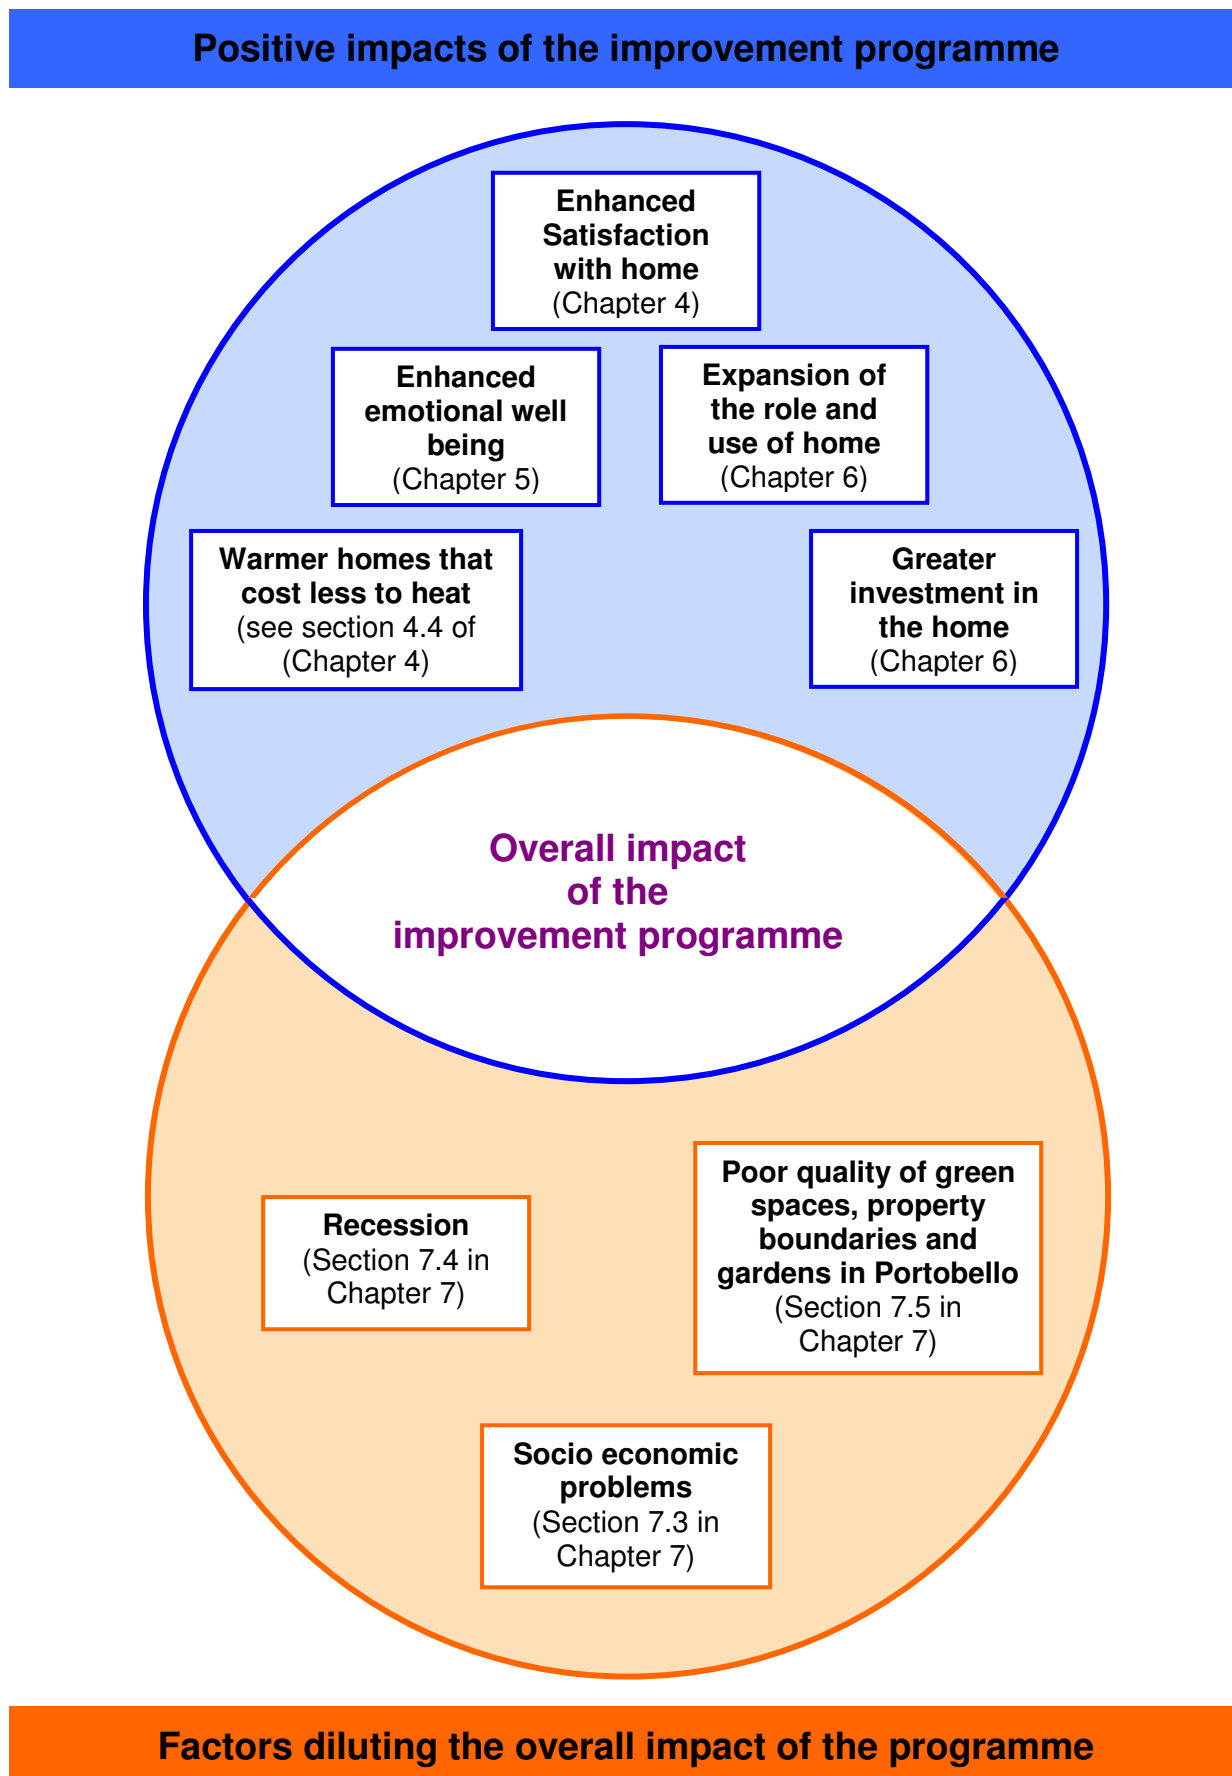 Positive impacts of the improvement programme
Enhanced
Satisfaction
with home
(Chapter 4)
Enhanced
emotional well
being
(Chapter 5)
Expansion of
the role and
use of home
(Chapter 6)
Warmer homes that
cost less to heat
(see section 4.4 of
(Chapter 4)
Greater
investment in
the home
(Chapter 6)
Overall impact
of the
improvement programme
Recession
(Section 7.4 in
Chapter 7)
Poor quality of green
spaces, property
boundaries and
gardens in Portobello
(Section 7.5 in
Chapter 7)
Socio economic
problems
(Section 7.3 in
Chapter 7)
Factors diluting the overall impact of the programme